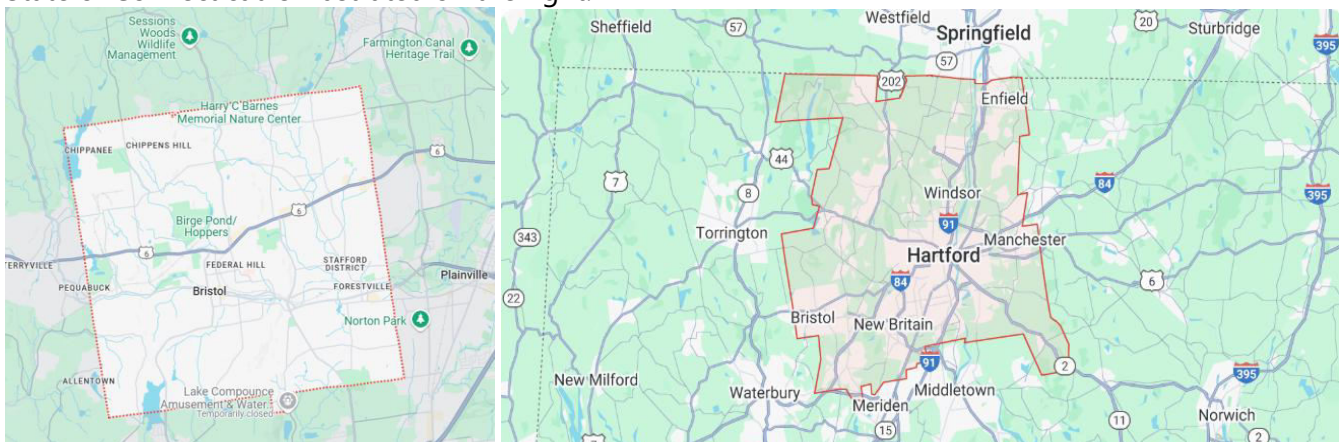 Sessions
Woods
Wildlife
Management
Farmington Canal
Heritage Trail
Harry C Barnes
Memorial Nature Center
CHIPPANEE
CHIPPENS HILL
6
Birge Pond/
Hoppers
6
6
ERRYVILLE
FEDERAL HILL
STAFFORD
DISTRICT
Plainville
PEQUABUCK
Bristol
FORESTVILLE
Norton Park
ALLENTOWN
Lake Compounce
Amusement & Water...
Temporarily closed
Westfield
20
Sheffield
57
Springfield
Sturbridge
395
57
202
Enfield
44
7
8
84
Windsor
395
91
343
Torrington
Manchester
Hartford
84
6
22
Bristol
New Britain
91
2
395
New Milford
Waterbury
Middletown
Meriden
Norwich
15
11
2